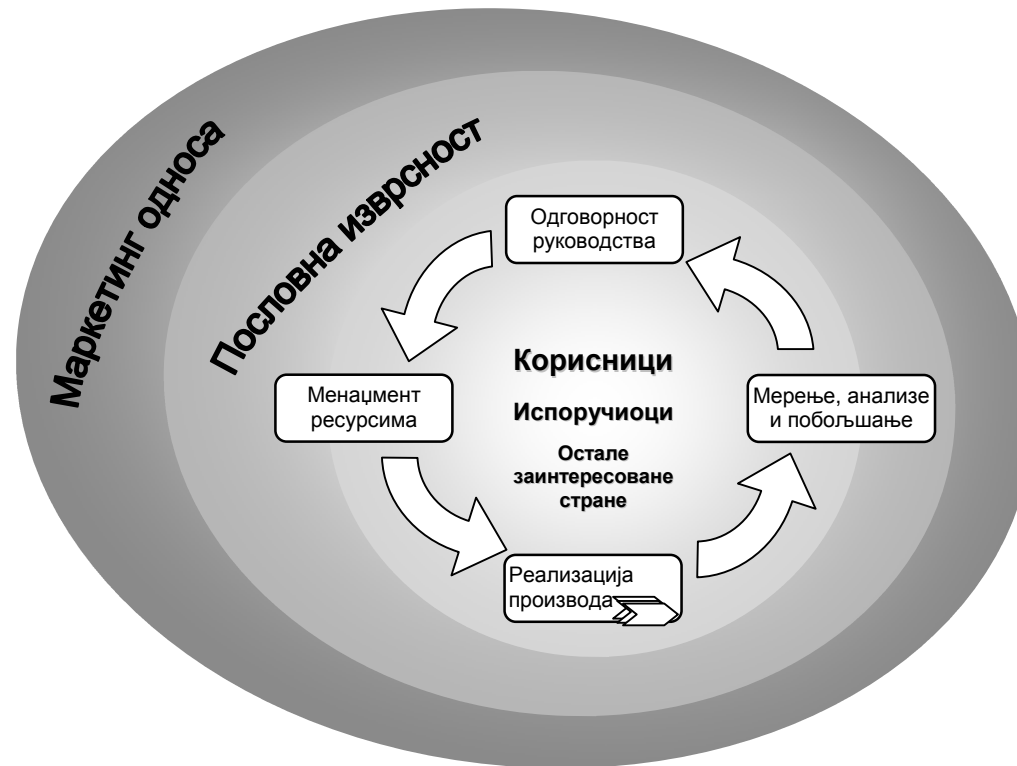 Маркетинг односа
Пословна изврсност
Одговорност
руководства
Менаџмент
ресурсима
Корисници
Испоручиоци
Остале
заинтересоване
стране
Мерење, анализе
и побољшање
Реализација
производа